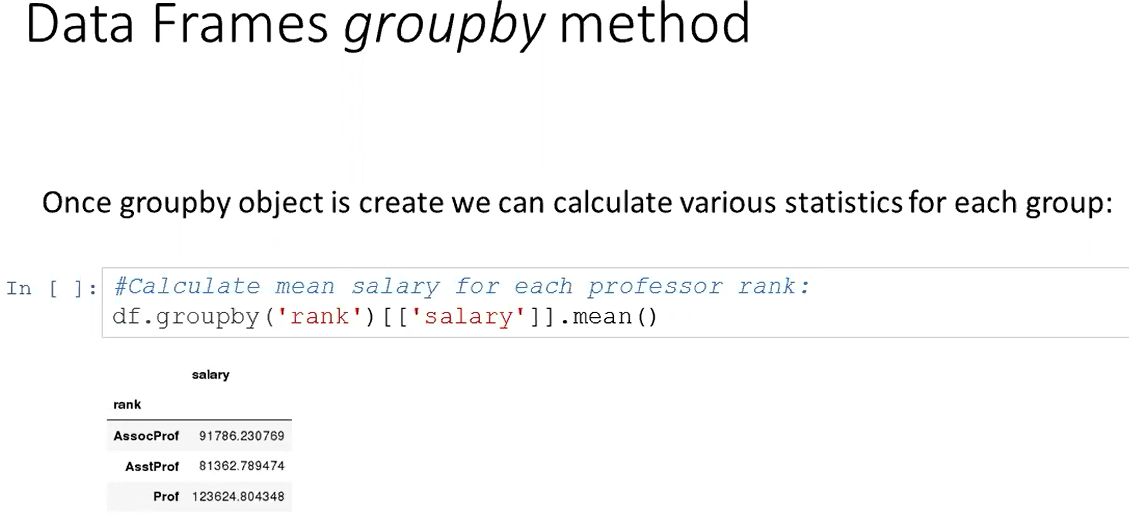 Data Frames groupby method
Once groupby object is create we can calculate various statistics for each group:
In [ ]: #Calculate mean salary for each professor rank:
df.groupby('rank')[['salary']].mean()
salary
rank
AssocProf 91786.230769
AsstProf 81362.789474
Prof 123624.804348